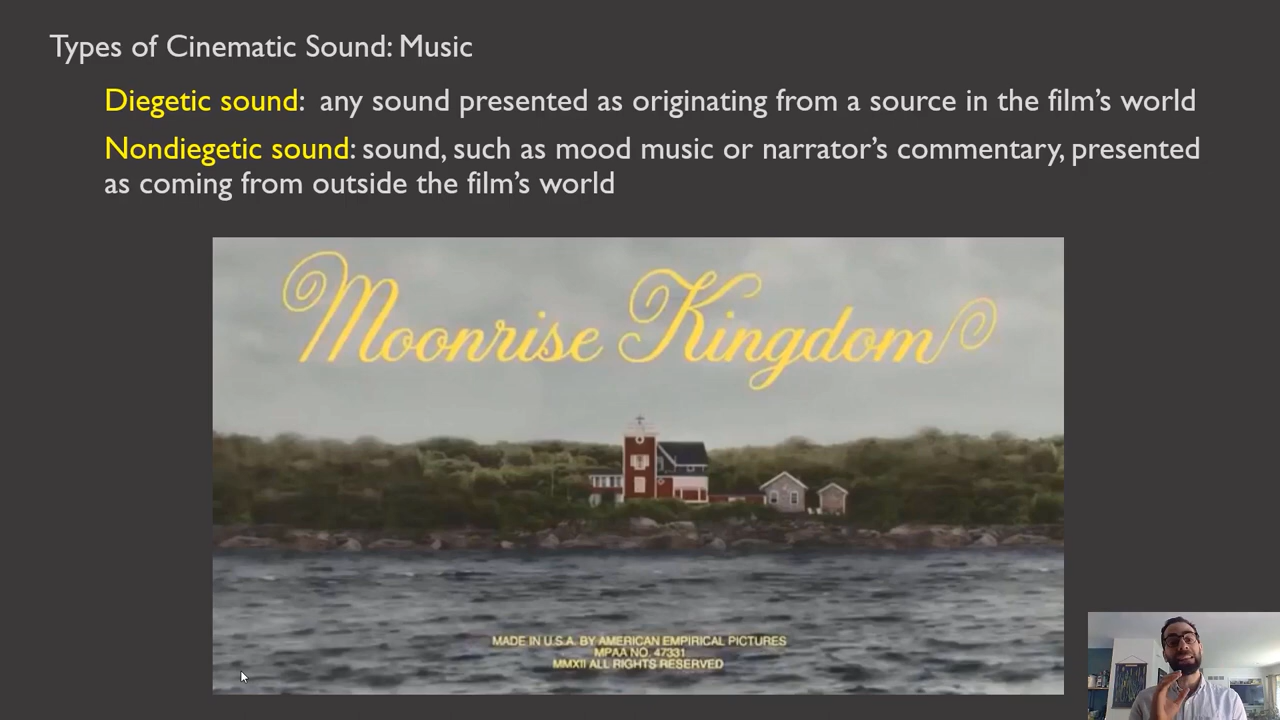 Types of Cinematic Sound: Music
Diegetic sound: any sound presented as originating from a source in the film’s world
Nondiegetic sound: sound, such as mood music or narrator’s commentary, presented
as coming from outside the film’s world
Moonrise Kingdom
MADE IN U.S.A. BY AMERICAN EMPIRICAL PICTURES
MPAA NO. 47331
MMXII ALL RIGHTS RESERVED